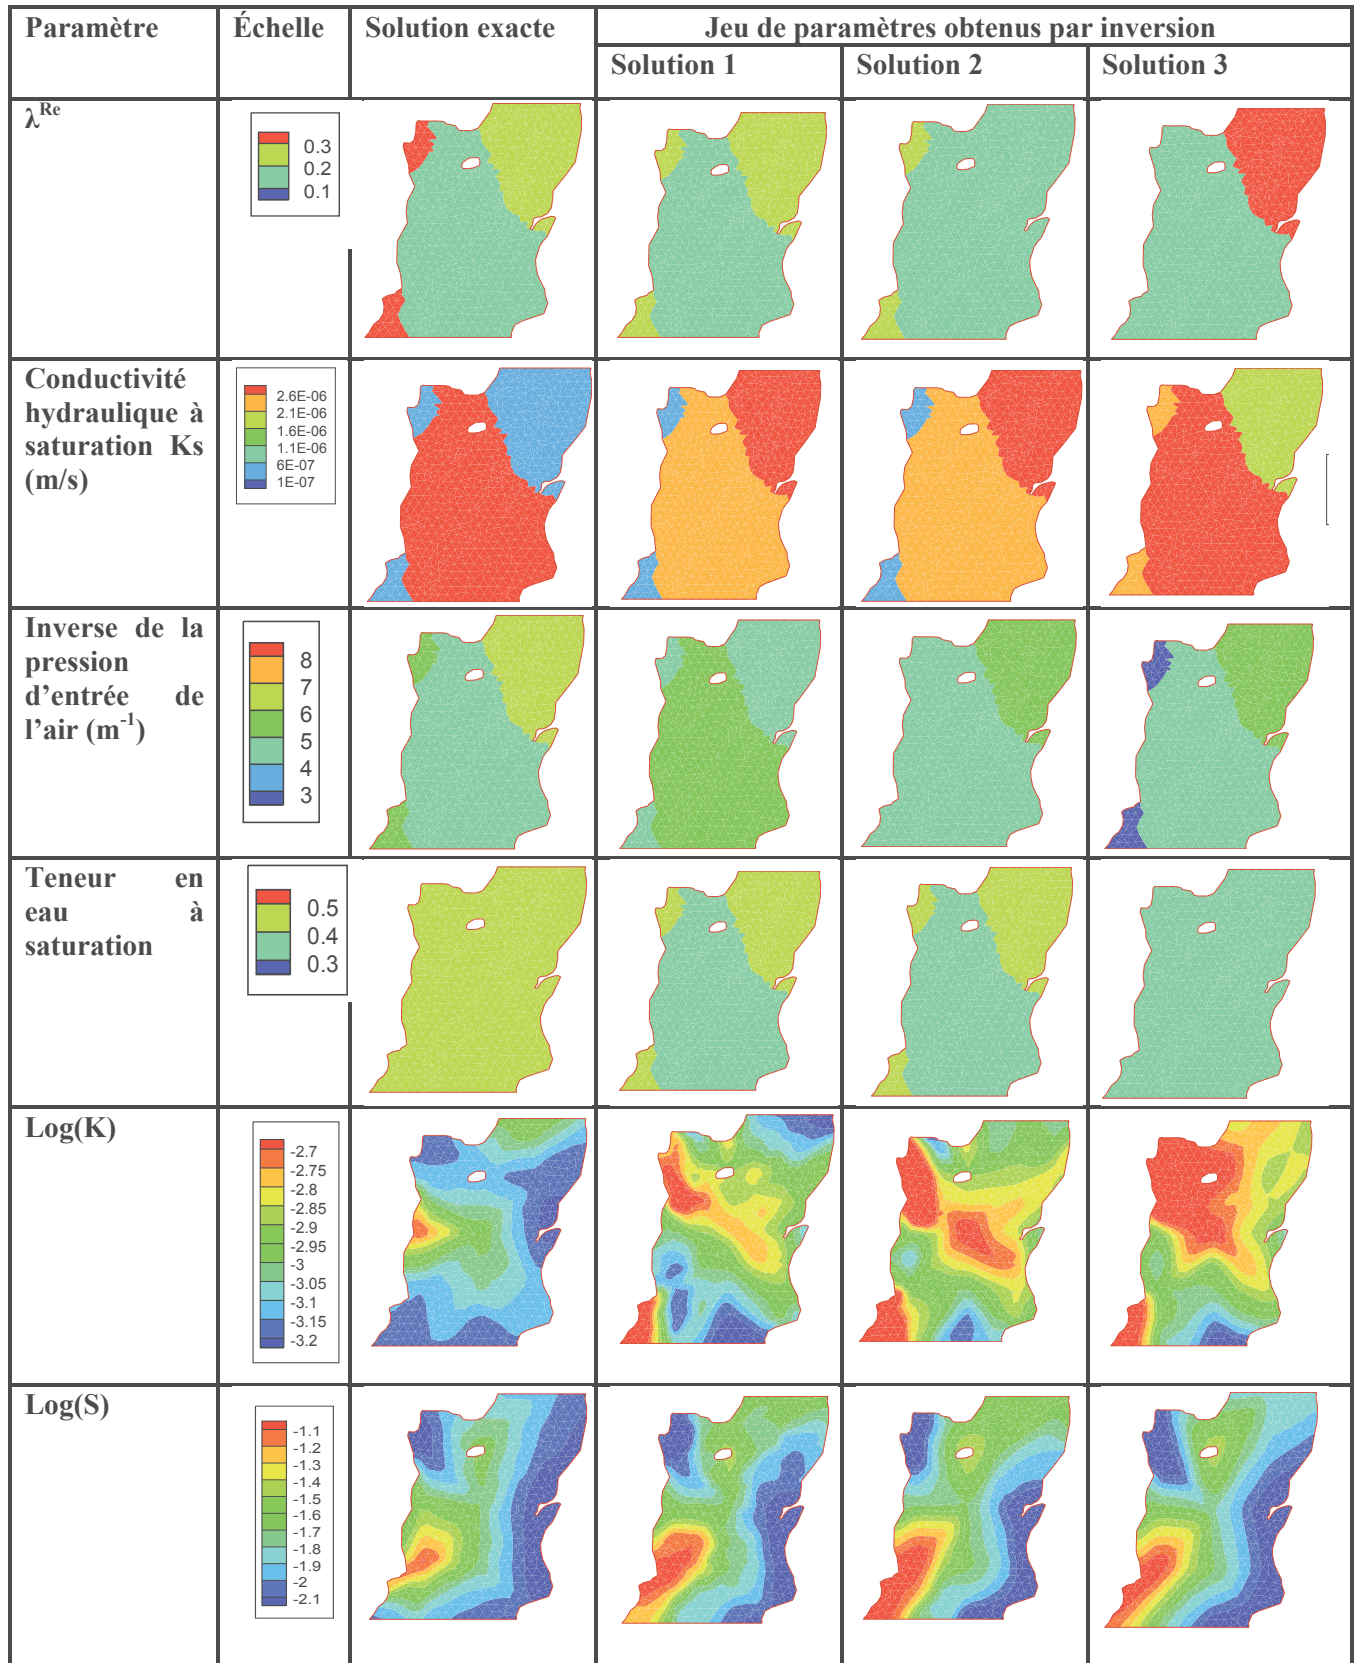 Paramètre Échelle Solution exacte Jeu de paramètres obtenus par inversion
Solution 1 Solution 2 Solution 3
λRe
0.3
0.2
0.1
Conductivité
hydraulique à
saturation Ks
(m/s)
2.6E-06
2.1E-06
1.6E-06
1.1E-06
6E-07
1E-07
Inverse de la
pression
d'entrée de
l'air (m-1)
8
7
6
5
4
3
Teneur en
eau à
saturation
0.5
0.4
0.3
Log(K)
-2.7
-2.75
-2.8
-2.85
-2.9
-2.95
-3
-3.05
-3.1
-3.15
-3.2
Log(S)
-1.1
-1.2
-1.3
-1.4
-1.5
-1.6
-1.7
-1.8
-1.9
-2
-2.1